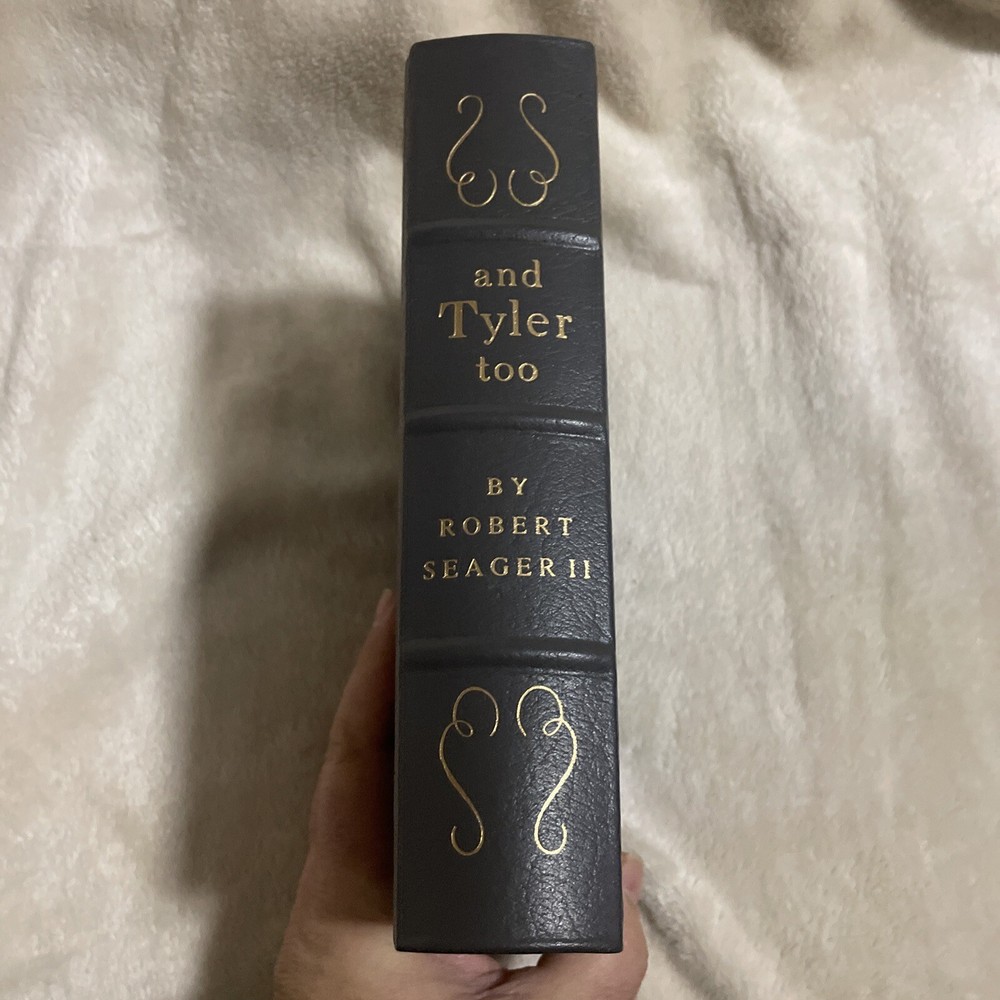 and
Tyler
too
BY
ROBERT
SEAGER II